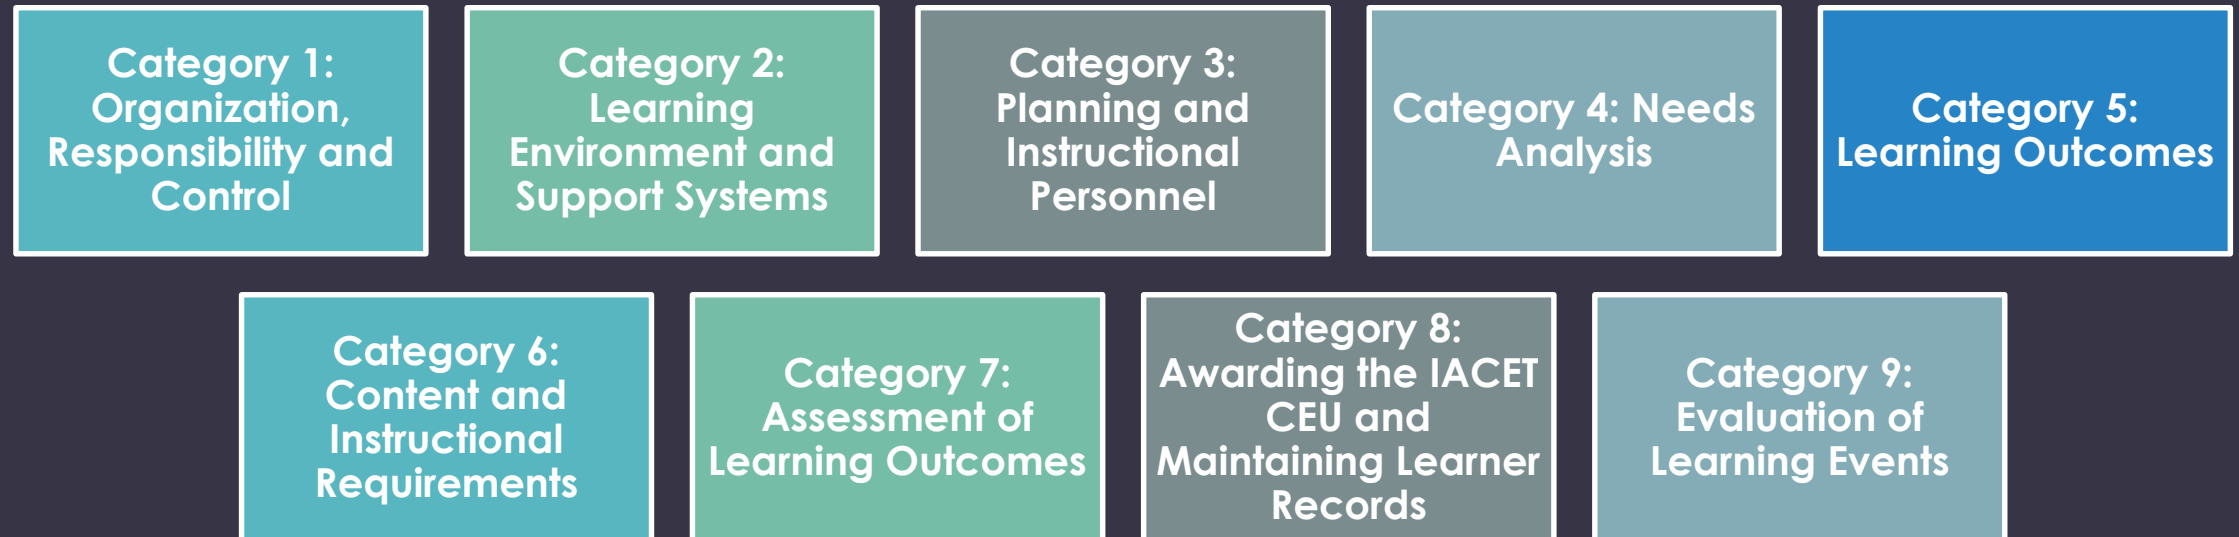 Category 1:
Organization,
Responsibility and
Control
Category 2:
Learning
Environment and
Support Systems
Category 3:
Planning and
Instructional
Personnel
Category 4: Needs
Analysis
Category 5:
Learning Outcomes
Category 6:
Content and
Instructional
Requirements
Category 7:
Assessment of
Learning Outcomes
Category 8:
Awarding the IACET
CEU and
Maintaining Learner
Records
Category 9:
Evaluation of
Learning Events